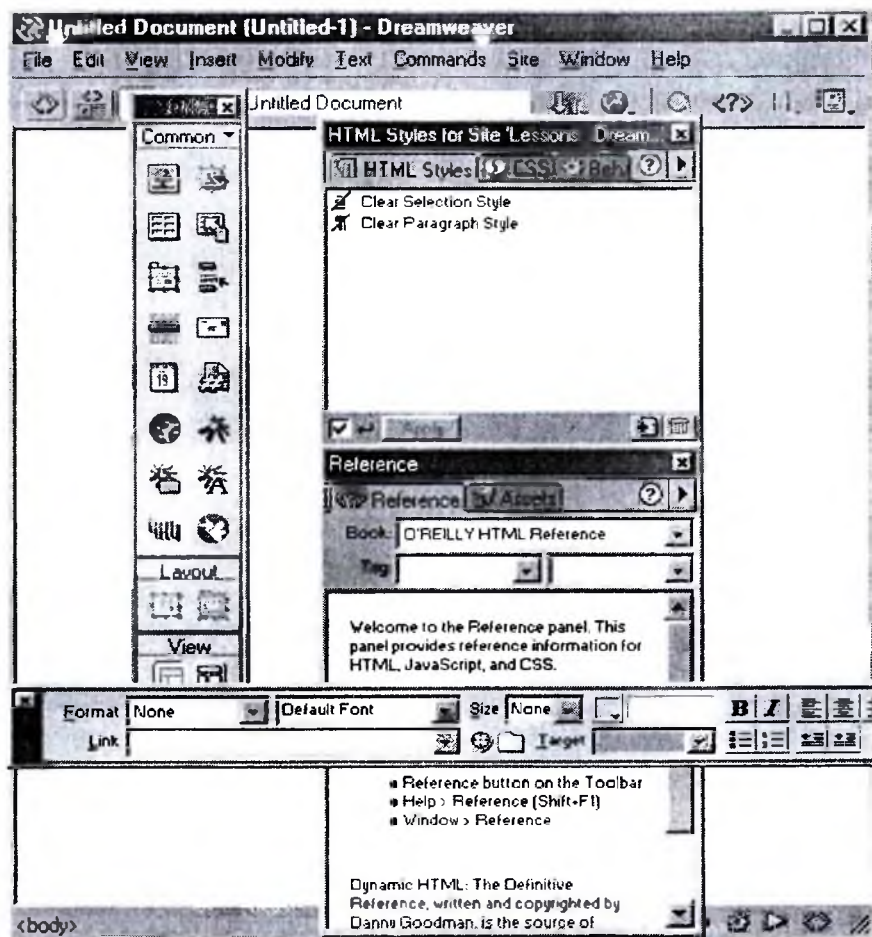 Untitled Document (Untitled-1) - Dreamweaver
File Edit View Insert Modify Text Commands Site Window Help
Untitled Document
Common
HTML Styles for Site 'Lessons Dream...
HTML Styles CSS Beh
Clear Selection Style
Clear Paragraph Style
19
Apply
Reference
Reference Assets
Book: O'REILLY HTML Reference
Tag
Layout
Welcome to the Reference panel. This
panel provides reference information for
HTML, JavaScript, and CSS.
View
Format None Default Font Size None B I
Link Target
Reference button on the Toolbar
Help > Reference (Shift+F1)
Window > Reference
Dynamic HTML: The Definitive
Reference, written and copyrighted by
Danny Goodman, is the source of
<body>